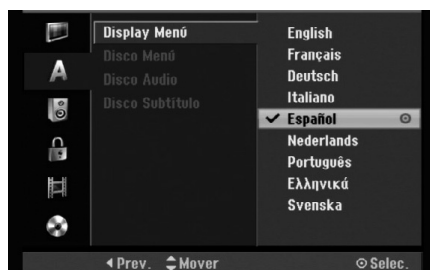 Display Menú
Disco Menú
Disco Audio
Disco Subtítulo
English
Français
Deutsch
Italiano
Español
Nederlands
Português
Ελληνικά
Svenska
A
Prev.
Mover
Selec.